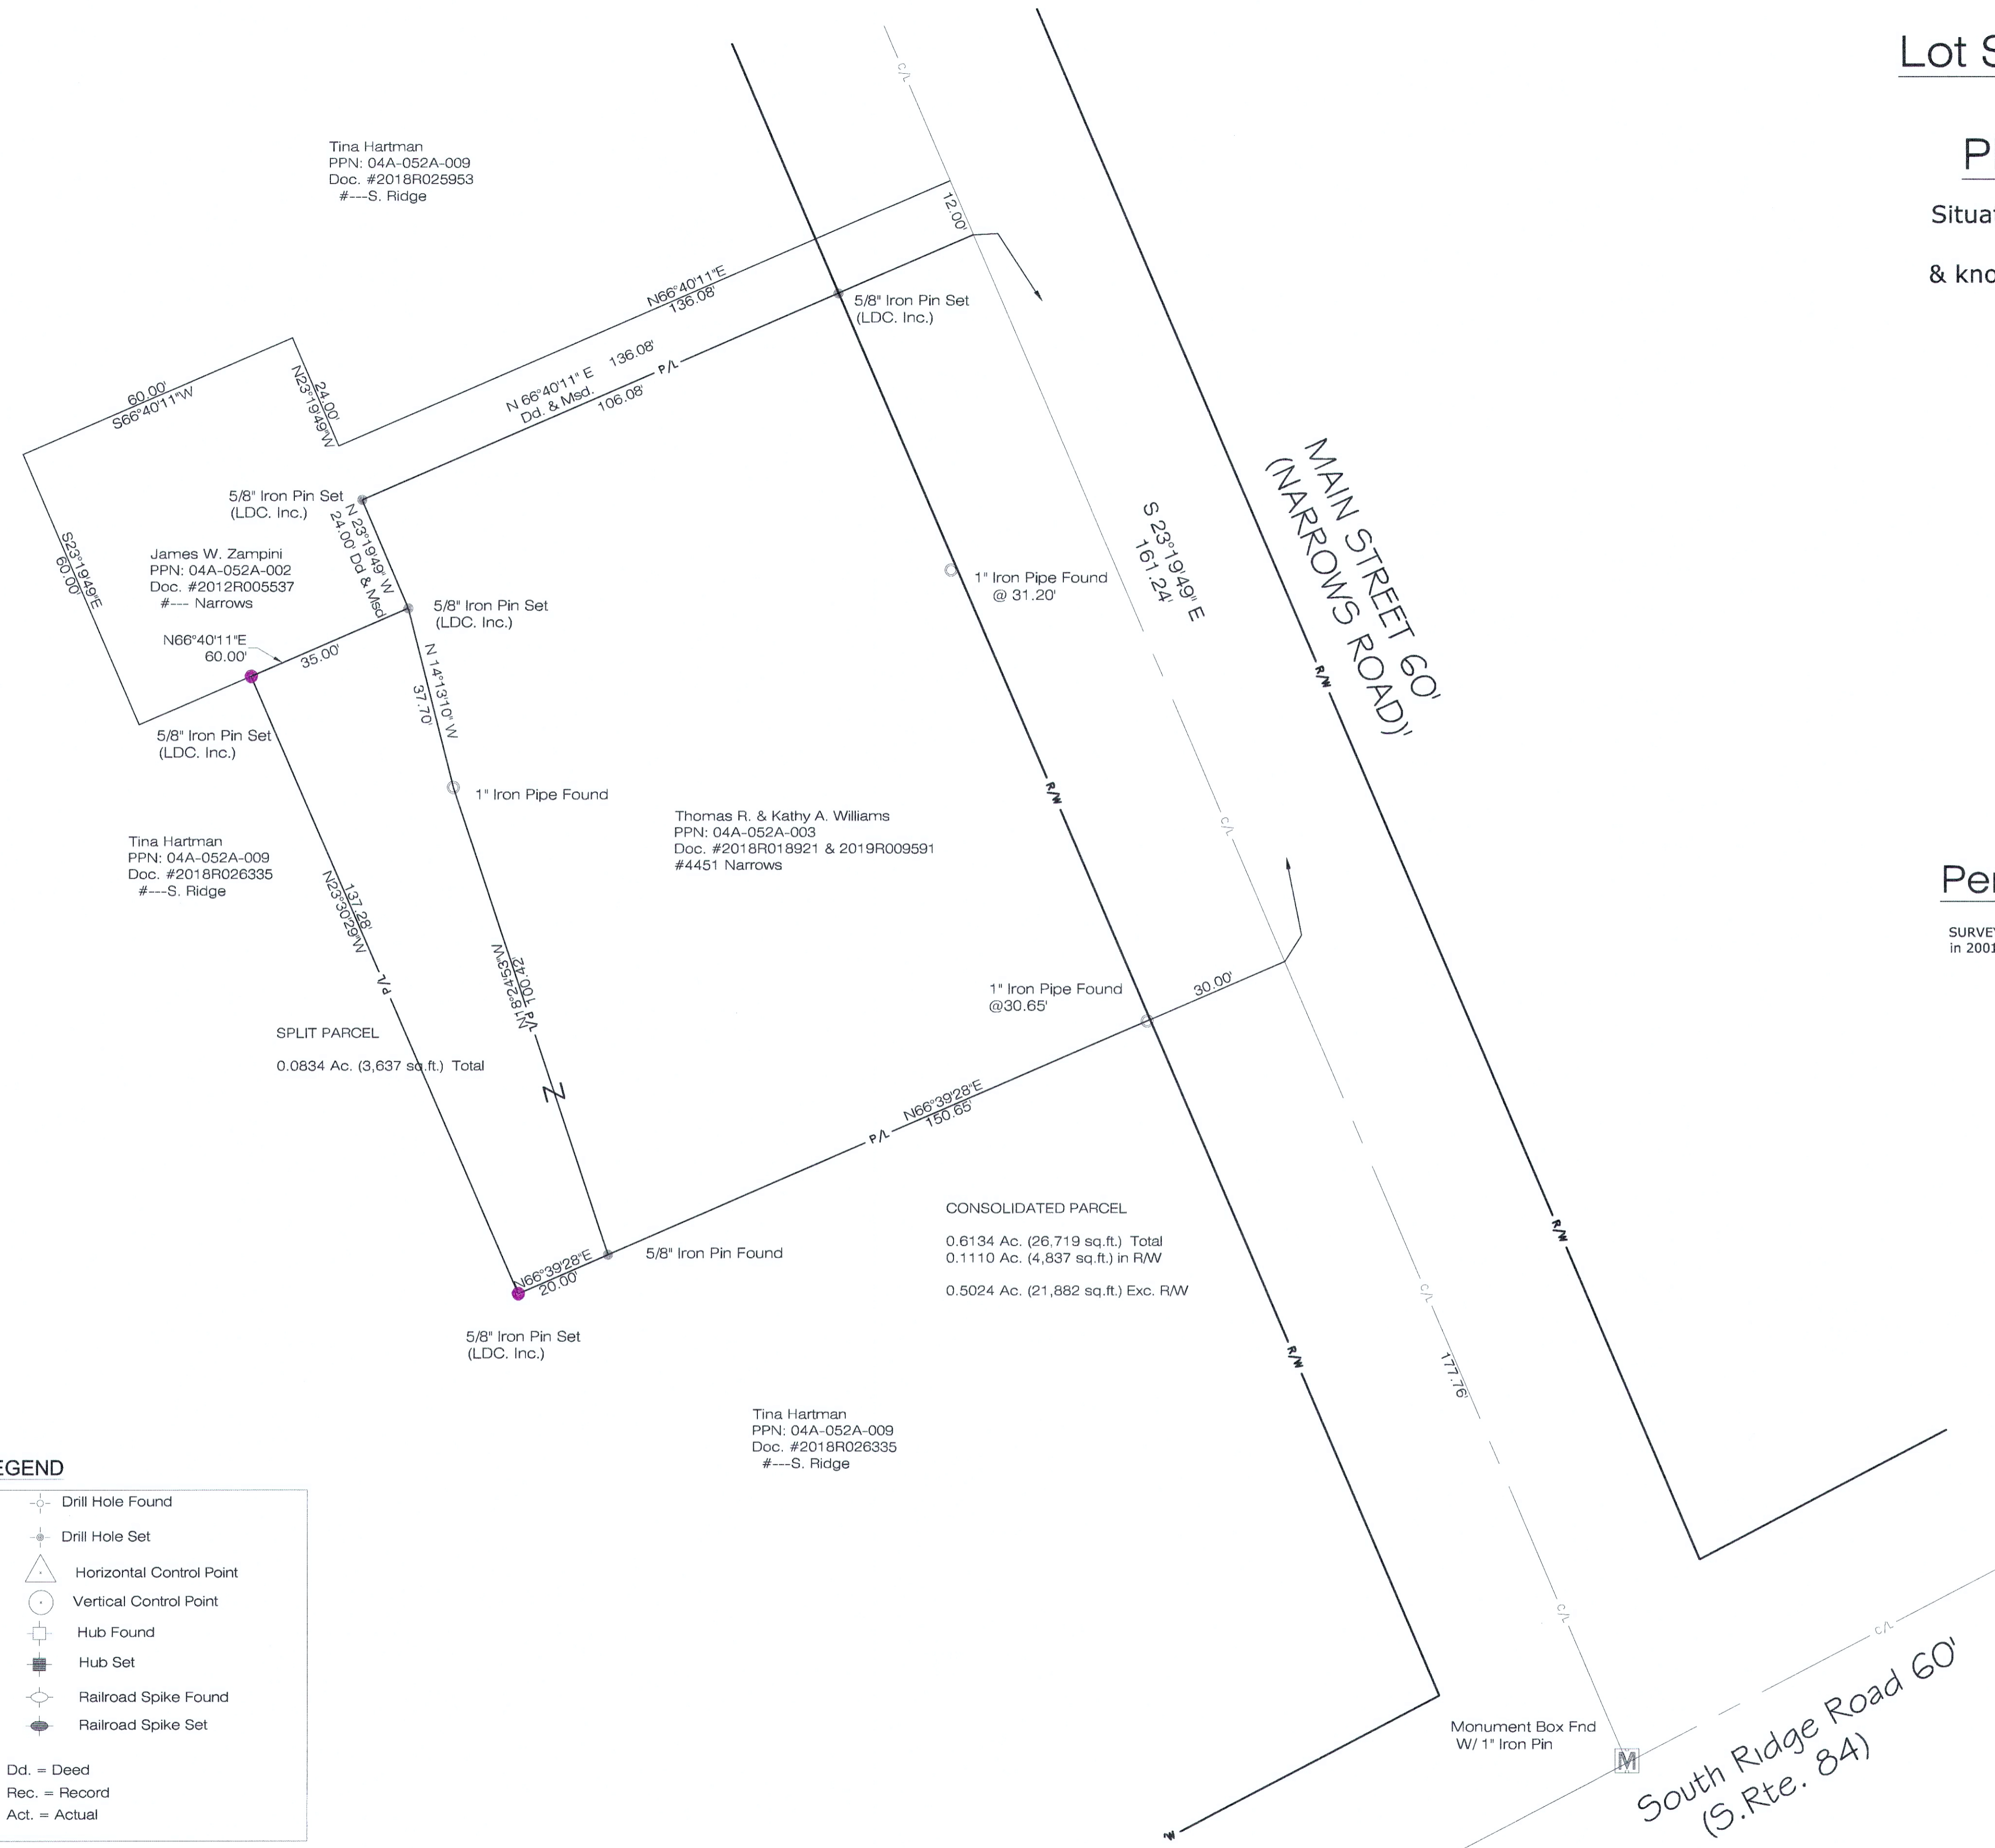 Lot S
P
Situat
& kno
Per
SURVEY
in 2001
Tina Hartman
PPN: 04A-052A-009
Doc. #2018R025953
#---S. Ridge
C/L
12.00'
N66°40'11"E
136.08'
5/8" Iron Pin Set
(LDC. Inc.)
N 66°40'11" E 136.08'
Dd. & Msd.
P/L
106.08'
24.00'
N23°19'49"W
60.00'
S66°40'11"W
5/8" Iron Pin Set
(LDC. Inc.)
N 23°19'49" W
24.00' Dd & Msd
James W. Zampini
PPN: 04A-052A-002
Doc. #2012R005537
#--- Narrows
S23°19'49"E
60.00'
N66°40'11"E
60.00'
35.00'
5/8" Iron Pin Set
(LDC. Inc.)
5/8" Iron Pin Set
(LDC. Inc.)
N 14°13'10" W
37.70'
1" Iron Pipe Found
1" Iron Pipe Found
@ 31.20'
S 23°19'49" E
161.24'
MAIN STREET 60'
(NARROWS ROAD)'
R/W
R/W
C/L
Thomas R. & Kathy A. Williams
PPN: 04A-052A-003
Doc. #2018R018921 & 2019R009591
#4451 Narrows
Tina Hartman
PPN: 04A-052A-009
Doc. #2018R026335
#---S. Ridge
137.28'
N23°30'29"W
P/L
100.42'
N18°24'53"W
P/L
Z
SPLIT PARCEL
0.0834 Ac. (3,637 sq.ft.) Total
1" Iron Pipe Found
@30.65'
30.00'
N66°39'28"E
150.65'
P/L
CONSOLIDATED PARCEL
0.6134 Ac. (26,719 sq.ft.) Total
0.1110 Ac. (4,837 sq.ft.) in R/W
0.5024 Ac. (21,882 sq.ft.) Exc. R/W
R/W
5/8" Iron Pin Found
N66°39'28"E
20.00'
5/8" Iron Pin Set
(LDC. Inc.)
C/L
R/W
177.76'
Tina Hartman
PPN: 04A-052A-009
Doc. #2018R026335
#---S. Ridge
C/L
C/L
Monument Box Fnd
W/ 1" Iron Pin
M
South Ridge Road 60'
(S.Rte. 84)
W
EGEND
Drill Hole Found
Drill Hole Set
Horizontal Control Point
Vertical Control Point
Hub Found
Hub Set
Railroad Spike Found
Railroad Spike Set
Dd. = Deed
Rec. = Record
Act. = Actual